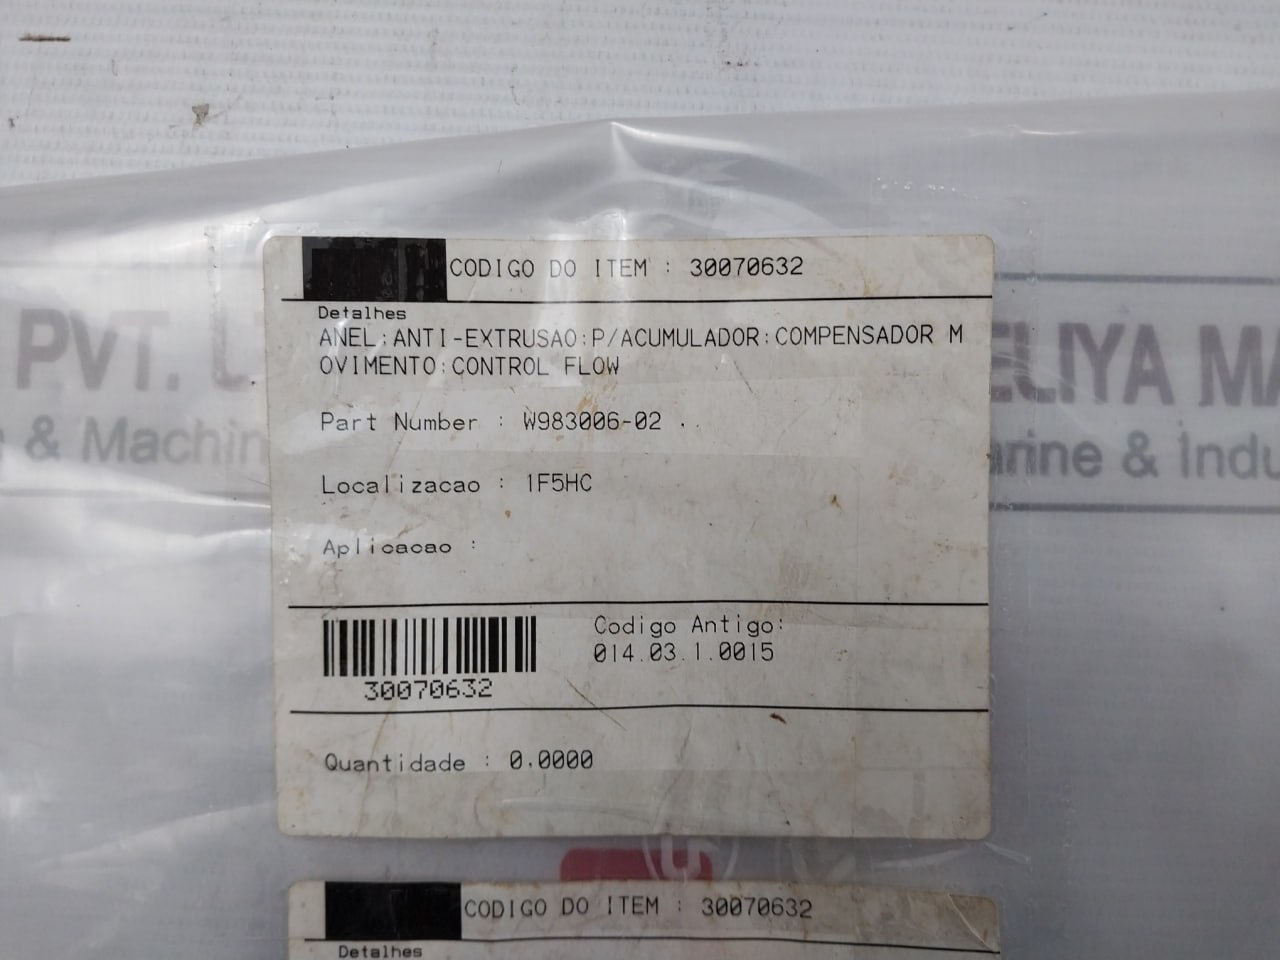 CODIGO DO ITEM : 30070632
Detalhes
ANEL:ANTI-EXTRUSAO:P/ACUMULADOR:COMPENSADOR M
OVIMENTO:CONTROL FLOW
Part Number : W983006-02
Localizacao : 1F5HC
Aplicacao :
Codigo Antigo:
014.03.1.0015
30070632
Quantidade : 0.0000
CODIGO DO ITEM : 30070632
Detalhes
PVT.
& Machin
ELIYA MA
rine & Indu